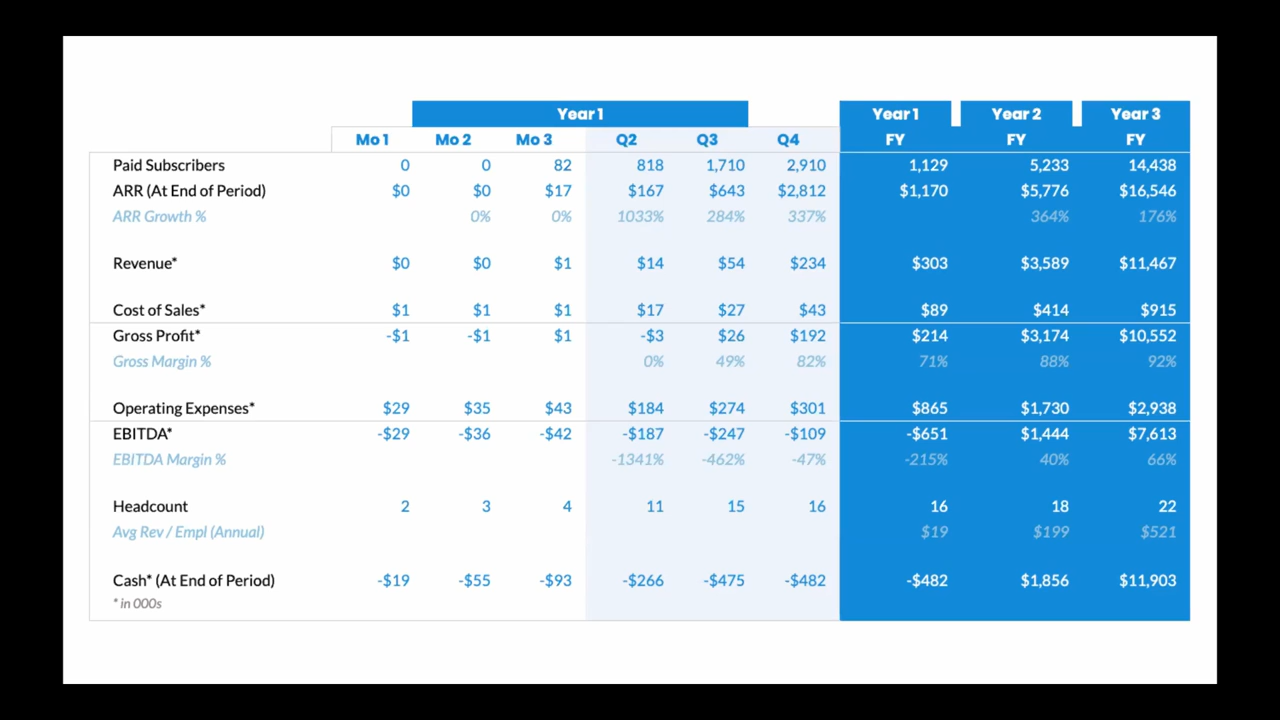 Year 1 Year 1 Year 2 Year 3
Mo 1 Mo 2 Mo 3 Q2 Q3 Q4 FY FY FY
Paid Subscribers 0 0 82 818 1,710 2,910 1,129 5,233 14,438
ARR (At End of Period) $0 $0 $17 $167 $643 $2,812 $1,170 $5,776 $16,546
ARR Growth % 0% 0% 1033% 284% 337% 364% 176%
Revenue* $0 $0 $1 $14 $54 $234 $303 $3,589 $11,467
Cost of Sales* $1 $1 $1 $17 $27 $43 $89 $414 $915
Gross Profit* -$1 -$1 $1 -$3 $26 $192 $214 $3,174 $10,552
Gross Margin % 0% 49% 82% 71% 88% 92%
Operating Expenses* $29 $35 $43 $184 $274 $301 $865 $1,730 $2,938
EBITDA* -$29 -$36 -$42 -$187 -$247 -$109 -$651 $1,444 $7,613
EBITDA Margin % -1341% -462% -47% -215% 40% 66%
Headcount 2 3 4 11 15 16 16 18 22
Avg Rev / Empl (Annual) $19 $199 $521
Cash* (At End of Period) -$19 -$55 -$93 -$266 -$475 -$482 -$482 $1,856 $11,903
* in 000s